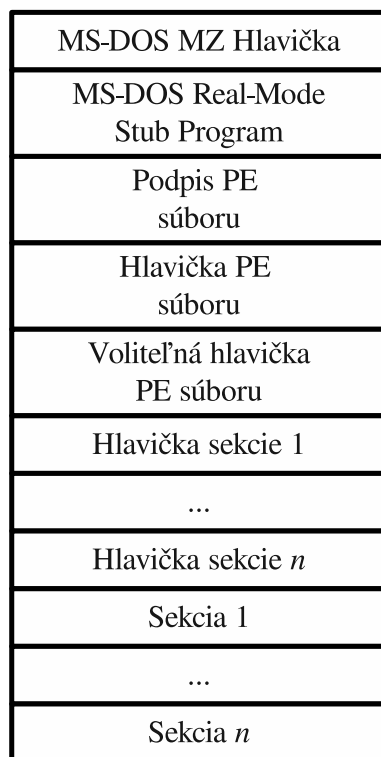 MS-DOS MZ Hlavička
MS-DOS Real-Mode
Stub Program
Podpis PE
súboru
Hlavička PE
súboru
Voliteľná hlavička
PE súboru
Hlavička sekcie 1
...
Hlavička sekcie n
Sekcia 1
...
Sekcia n